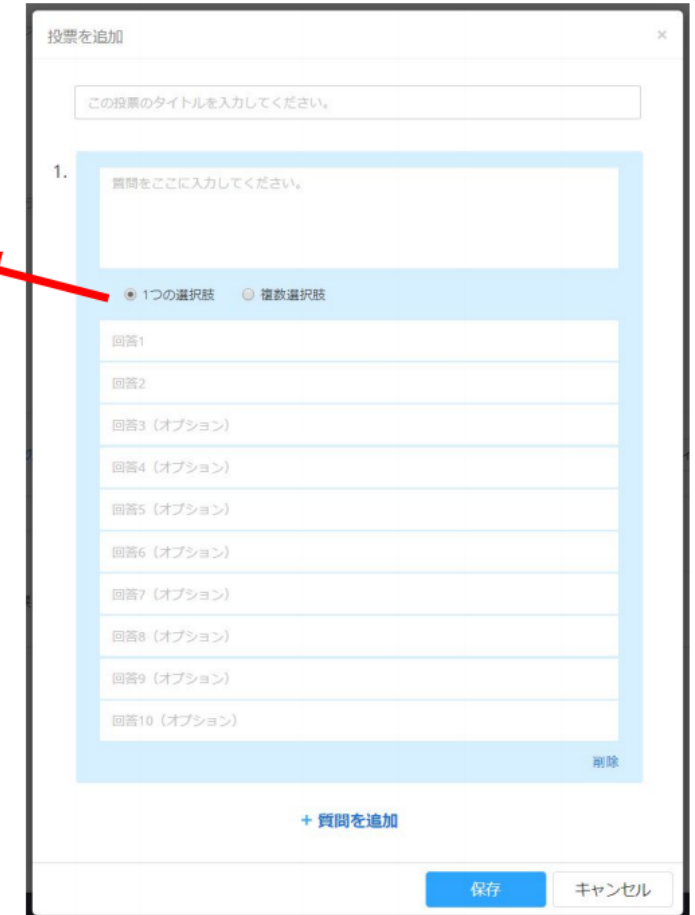 投票を追加 ×
この投票のタイトルを入力してください。
1.
質問をここに入力してください。
1つの選択肢 複数選択肢
回答1
回答2
回答3（オプション）
回答4（オプション）
回答5（オプション）
回答6（オプション）
回答7（オプション）
回答8（オプション）
回答9（オプション）
回答10（オプション）
削除
+ 質問を追加
保存 キャンセル